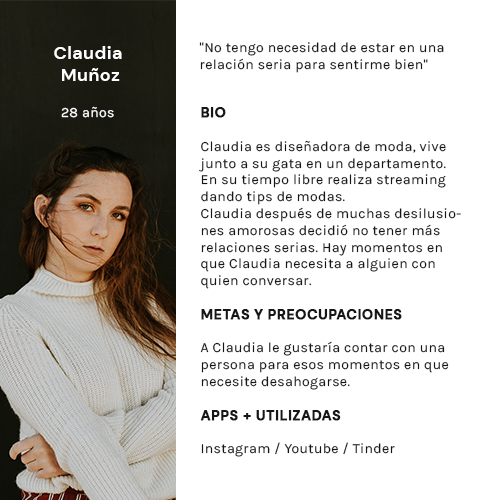 Claudia
Muñoz
28 años
"No tengo necesidad de estar en una
relación seria para sentirme bien"
BIO
Claudia es diseñadora de moda, vive
junto a su gata en un departamento.
En su tiempo libre realiza streaming
dando tips de modas.
Claudia después de muchas desilusio-
nes amorosas decidió no tener más
relaciones serias. Hay momentos en
que Claudia necesita a alguien con
quien conversar.
METAS Y PREOCUPACIONES
A Claudia le gustaría contar con una
persona para esos momentos en que
necesite desahogarse.
APPS + UTILIZADAS
Instagram / Youtube / Tinder